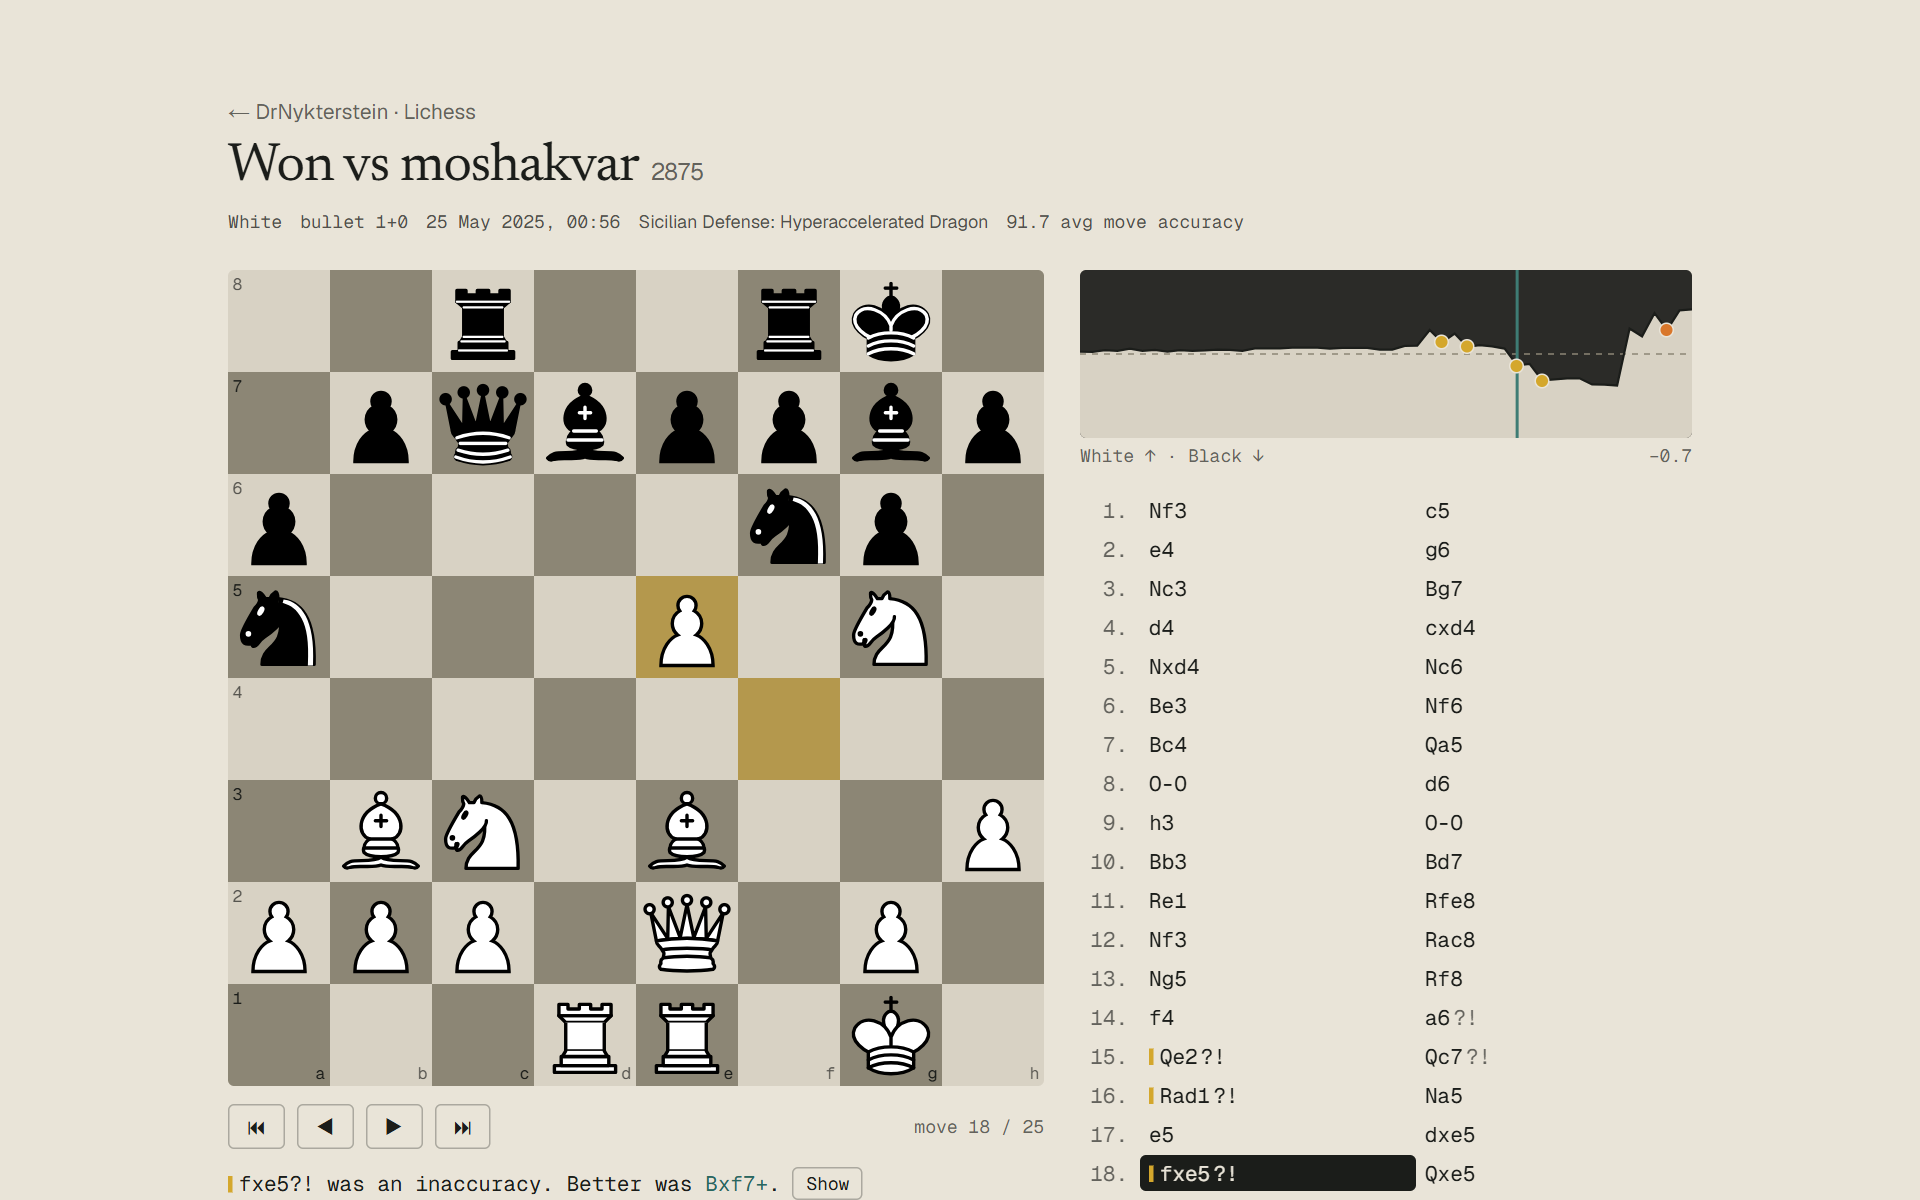 ← DrNykterstein · Lichess
Won vs moshakvar 2875
White bullet 1+0 25 May 2025, 00:56 Sicilian Defense: Hyperaccelerated Dragon 91.7 avg move accuracy
8
7
6
5
4
3
2
1
a b c d e f g h
move 18 / 25
fxe5?! was an inaccuracy. Better was Bxf7+. Show
White ↑ · Black ↓ −0.7
1. Nf3 c5
2. e4 g6
3. Nc3 Bg7
4. d4 cxd4
5. Nxd4 Nc6
6. Be3 Nf6
7. Bc4 Qa5
8. O-O d6
9. h3 O-O
10. Bb3 Bd7
11. Re1 Rfe8
12. Nf3 Rac8
13. Ng5 Rf8
14. f4 a6?!
15. Qe2?! Qc7?!
16. Rad1?! Na5
17. e5 dxe5
18. fxe5?! Qxe5